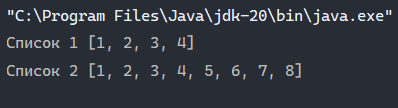 "C:\Program Files\Java\jdk-20\bin\java.exe"
Список 1 [1, 2, 3, 4]
Список 2 [1, 2, 3, 4, 5, 6, 7, 8]